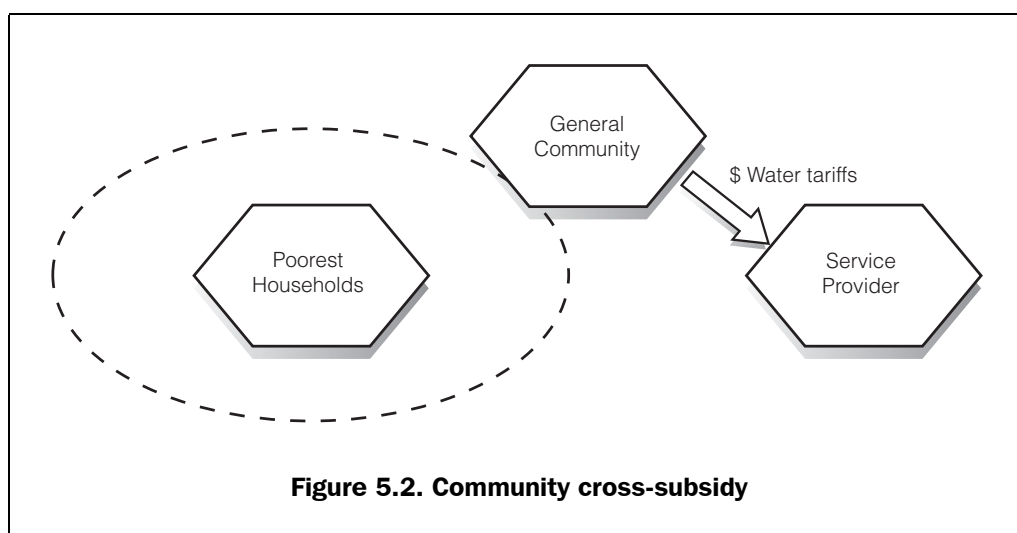 General
Community
$ Water tariffs
Poorest
Households
Service
Provider
Figure 5.2. Community cross-subsidy